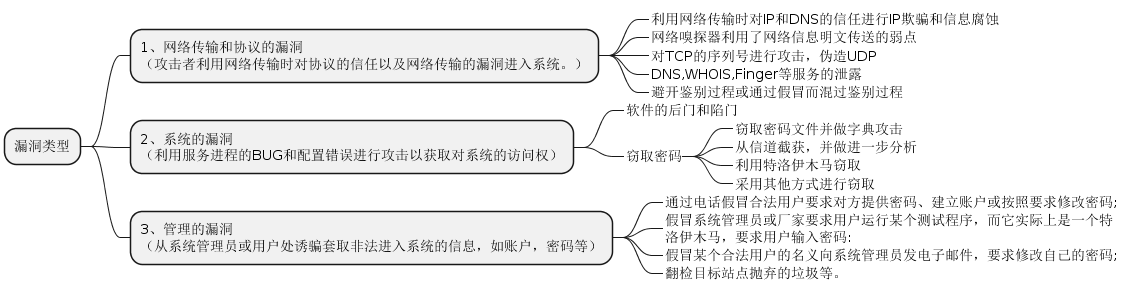 漏洞类型
1、网络传输和协议的漏洞
（攻击者利用网络传输时对协议的信任以及网络传输的漏洞进入系统。）
利用网络传输时对IP和DNS的信任进行IP欺骗和信息腐蚀
网络嗅探器利用了网络信息明文传送的弱点
对TCP的序列号进行攻击，伪造UDP
DNS,WHOIS,Finger等服务的泄露
避开鉴别过程或通过假冒而混过鉴别过程
2、系统的漏洞
（利用服务进程的BUG和配置错误进行攻击以获取对系统的访问权）
软件的后门和陷门
窃取密码
窃取密码文件并做字典攻击
从信道截获，并做进一步分析
利用特洛伊木马窃取
采用其他方式进行窃取
3、管理的漏洞
（从系统管理员或用户处诱骗套取非法进入系统的信息，如账户，密码等）
通过电话假冒合法用户要求对方提供密码、建立账户或按照要求修改密码;
假冒系统管理员或厂家要求用户运行某个测试程序，而它实际上是一个特
洛伊木马，要求用户输入密码:
假冒某个合法用户的名义向系统管理员发电子邮件，要求修改自己的密码;
翻检目标站点抛弃的垃圾等。